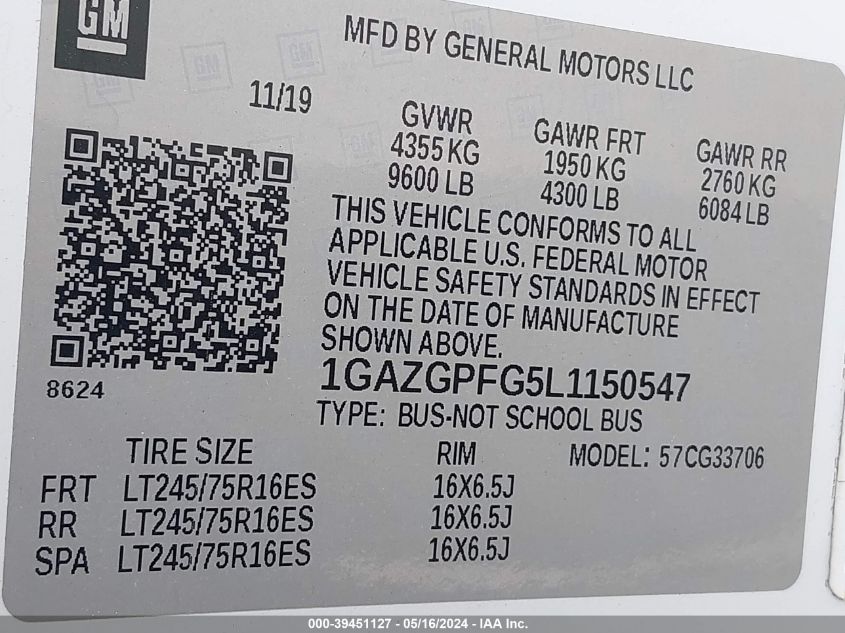 GM
MFD BY GENERAL MOTORS LLC
11/19
GVWR
4355 KG
9600 LB
GAWR FRT
1950 KG
4300 LB
GAWR RR
2760 KG
6084 LB
THIS VEHICLE CONFORMS TO ALL
APPLICABLE U.S. FEDERAL MOTOR
VEHICLE SAFETY STANDARDS IN EFFECT
ON THE DATE OF MANUFACTURE
SHOWN ABOVE.
8624
1GAZGPFG5L1150547
TYPE: BUS-NOT SCHOOL BUS
TIRE SIZE RIM MODEL: 57CG33706
FRT LT245/75R16ES 16X6.5J
RR LT245/75R16ES 16X6.5J
SPA LT245/75R16ES 16X6.5J
000-39451127 - 05/16/2024 - IAA Inc.